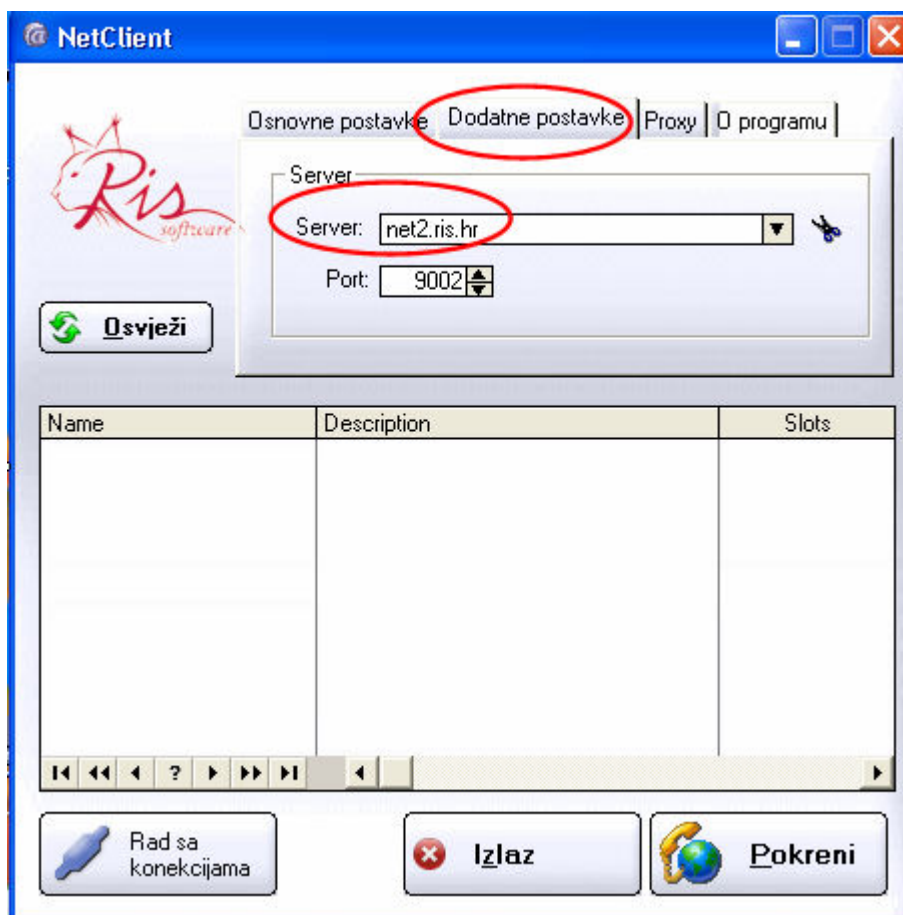 NetClient
Osnovne postavke Dodatne postavke Proxy O programu
Ris
software
Server
Server: net2.ris.hr
Port: 9002
Osvježi
Name Description Slots
?
Rad sa
konekcijama
Izlaz
Pokreni